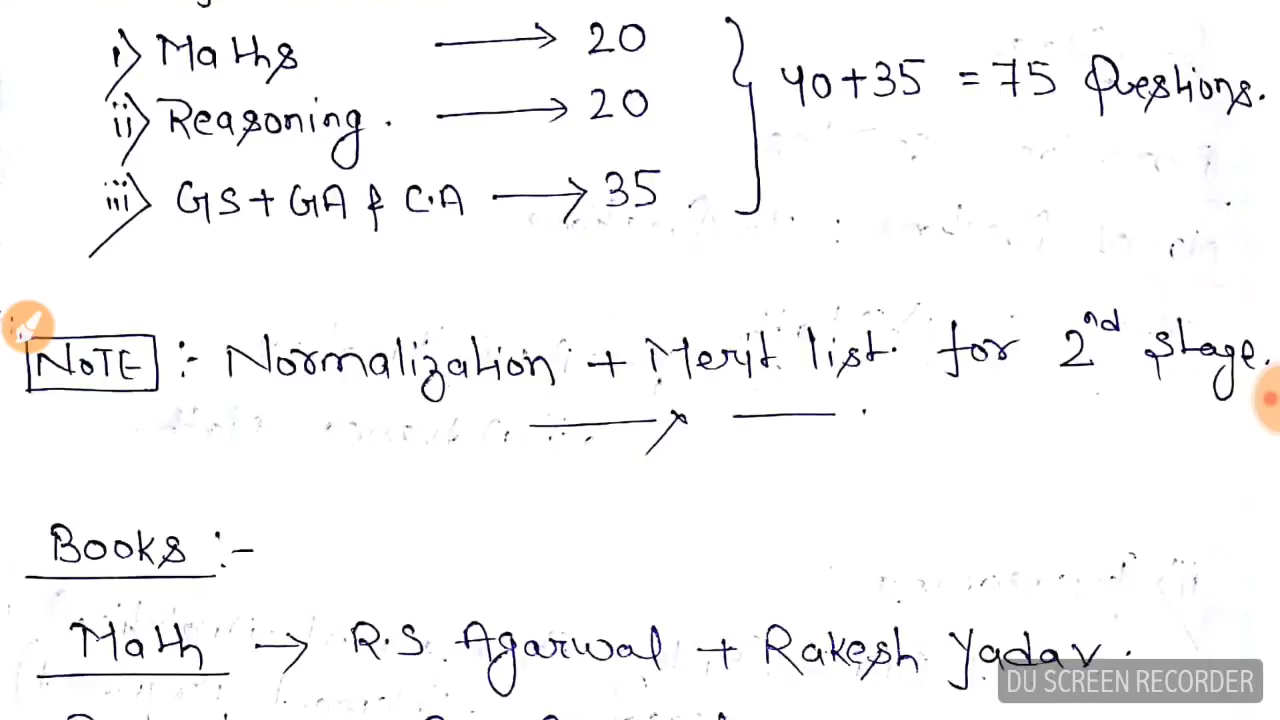 i) Maths → 20
ii) Reasoning. → 20
iii) GS + GA & C.A → 35
40+35 = 75 Questions.
NOTE :- Normalization + Merit list. for 2nd stage.
Books :-
Math → R.S. Agarwal + Rakesh Yadav.
DU SCREEN RECORDER